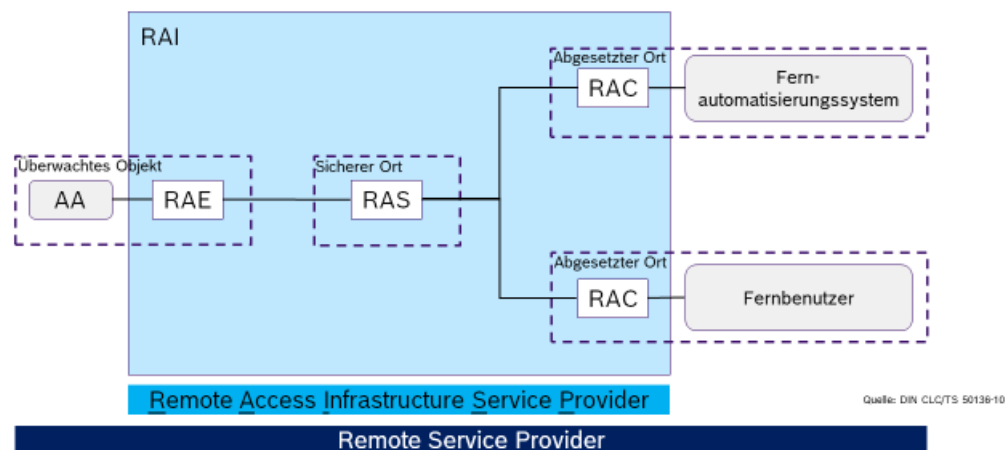 RAI
Abgesetzter Ort
RAC
Fern-
automatisierungssystem
Überwachtes Objekt
AA
RAE
Sicherer Ort
RAS
Abgesetzter Ort
RAC
Fernbenutzer
Remote Access Infrastructure Service Provider
Quelle: DIN CLC/TS 50136-10
Remote Service Provider